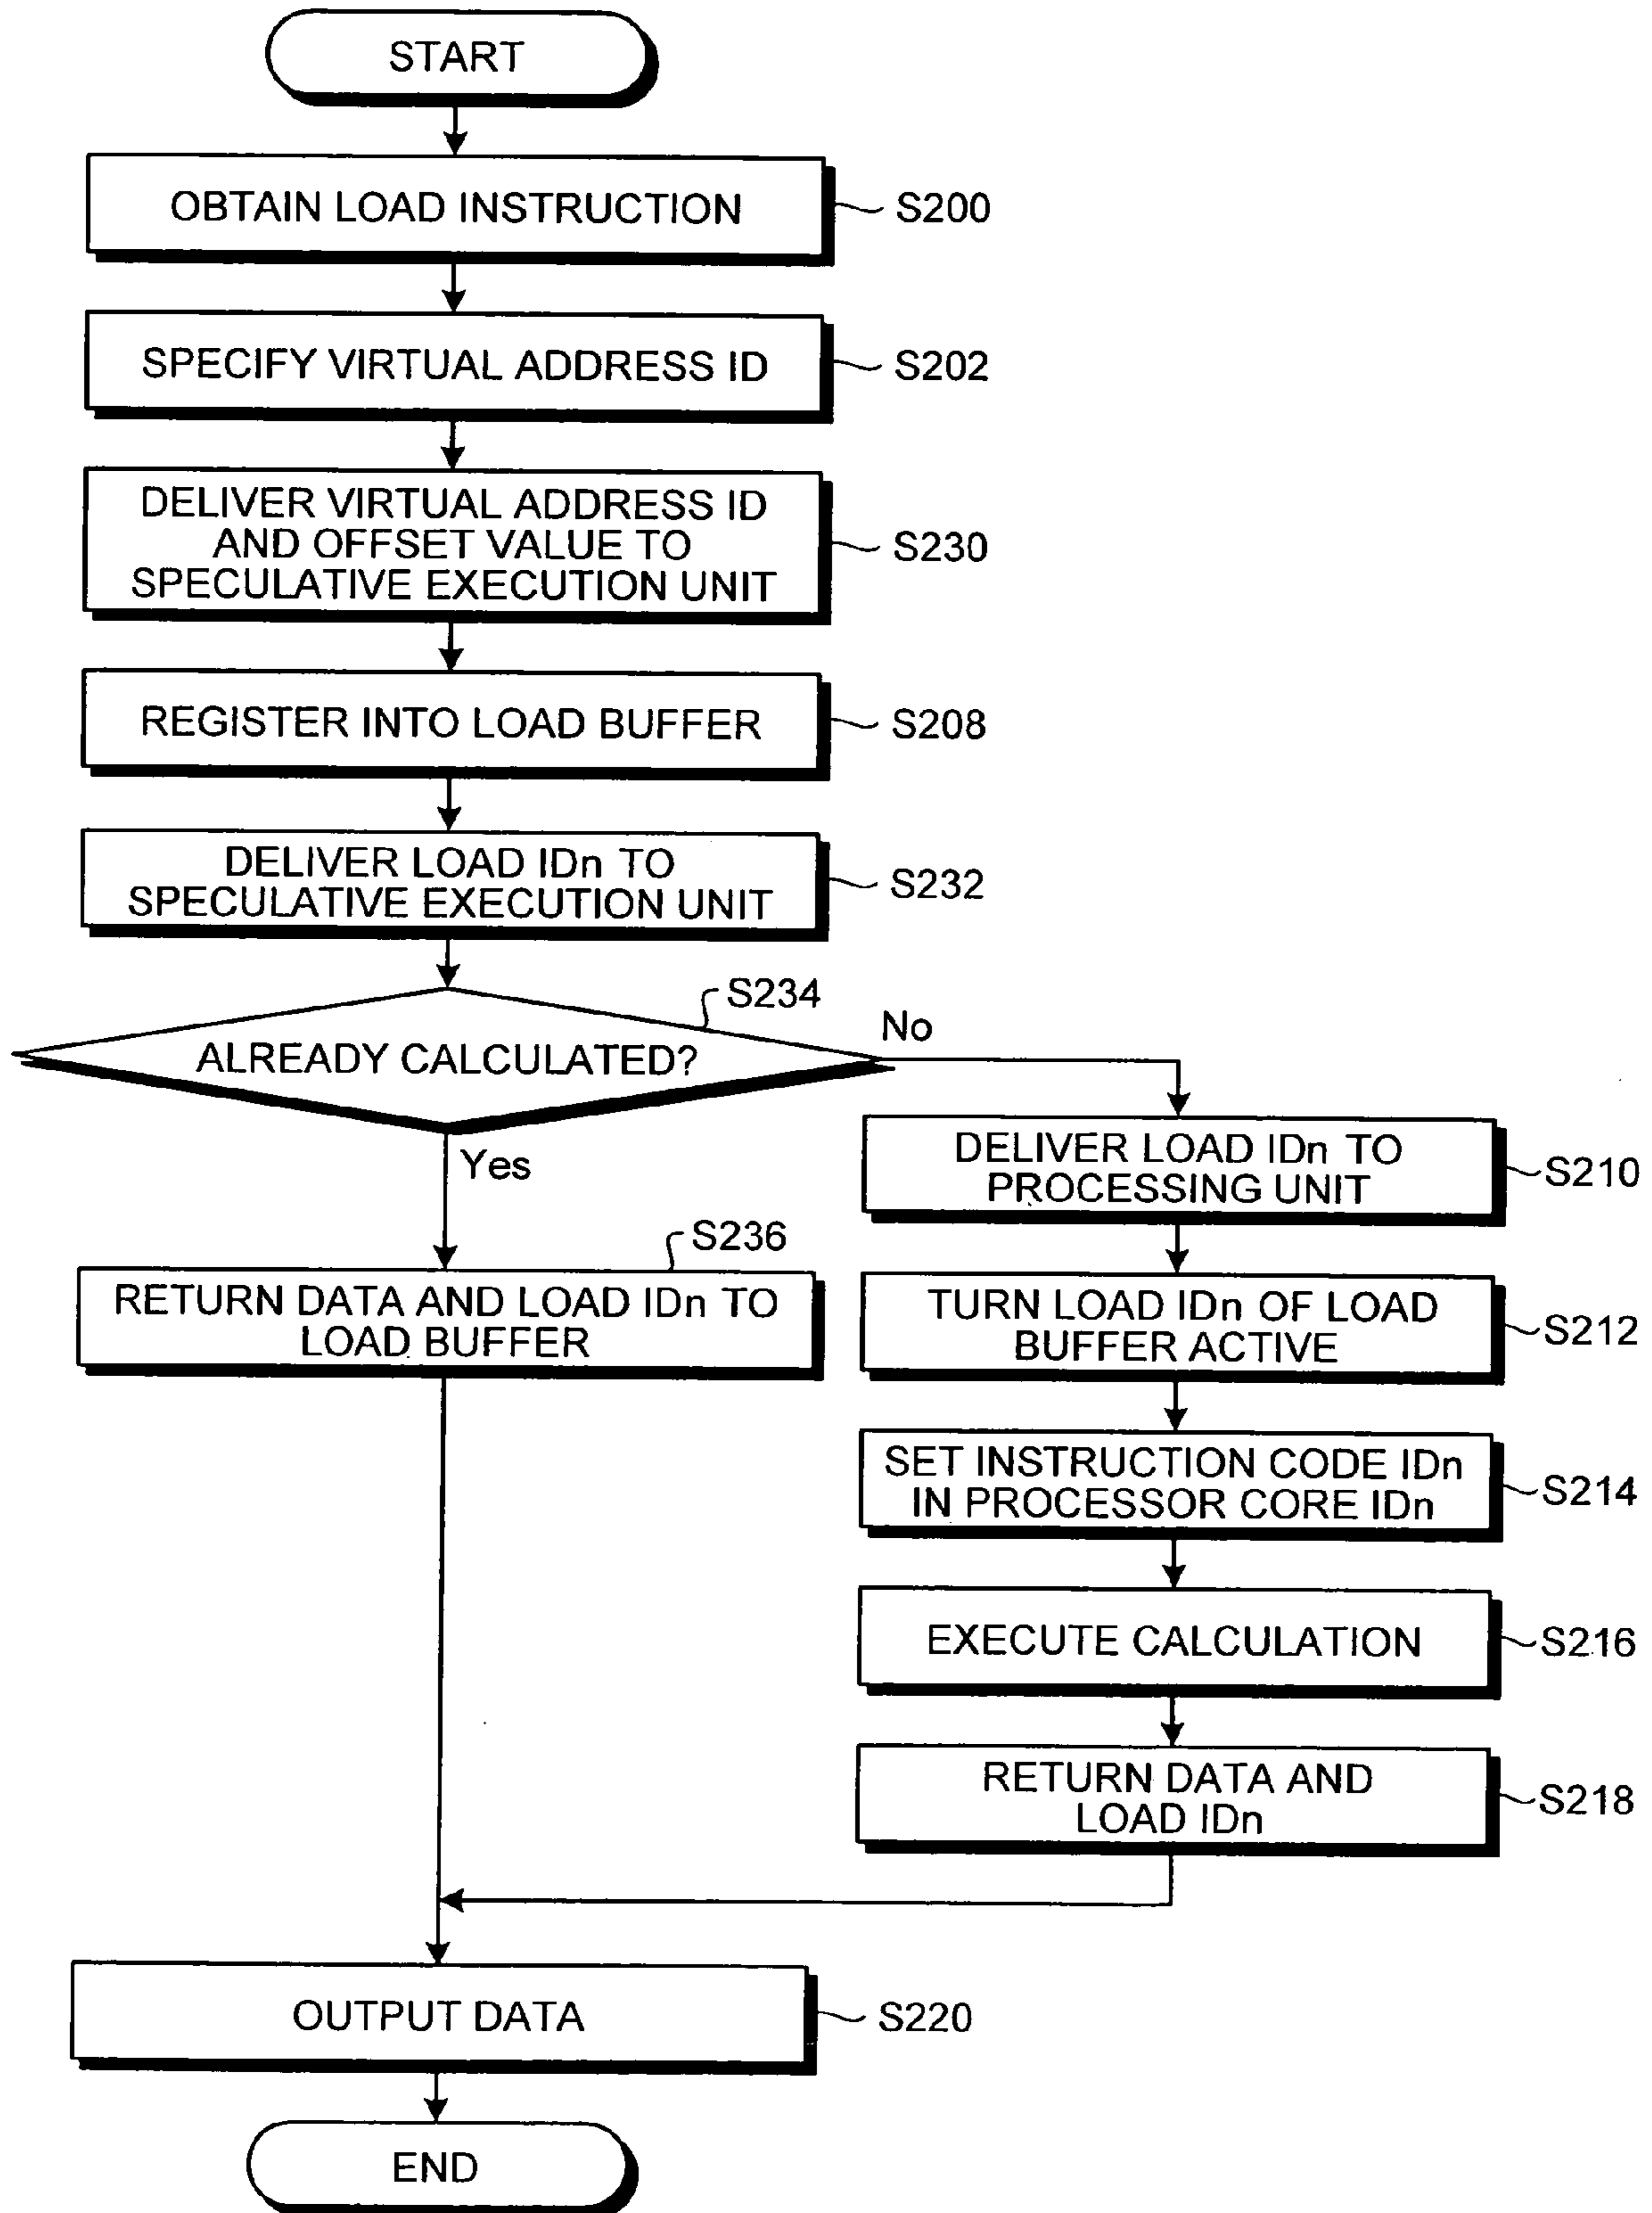 START
OBTAIN LOAD INSTRUCTION
S200
SPECIFY VIRTUAL ADDRESS ID
S202
DELIVER VIRTUAL ADDRESS ID
AND OFFSET VALUE TO
SPECULATIVE EXECUTION UNIT
S230
REGISTER INTO LOAD BUFFER
S208
DELIVER LOAD IDn TO
SPECULATIVE EXECUTION UNIT
S232
S234
ALREADY CALCULATED?
No
Yes
DELIVER LOAD IDn TO
PROCESSING UNIT
S210
S236
RETURN DATA AND LOAD IDn TO
LOAD BUFFER
TURN LOAD IDn OF LOAD
BUFFER ACTIVE
S212
SET INSTRUCTION CODE IDn
IN PROCESSOR CORE IDn
S214
EXECUTE CALCULATION
S216
RETURN DATA AND
LOAD IDn
S218
OUTPUT DATA
S220
END